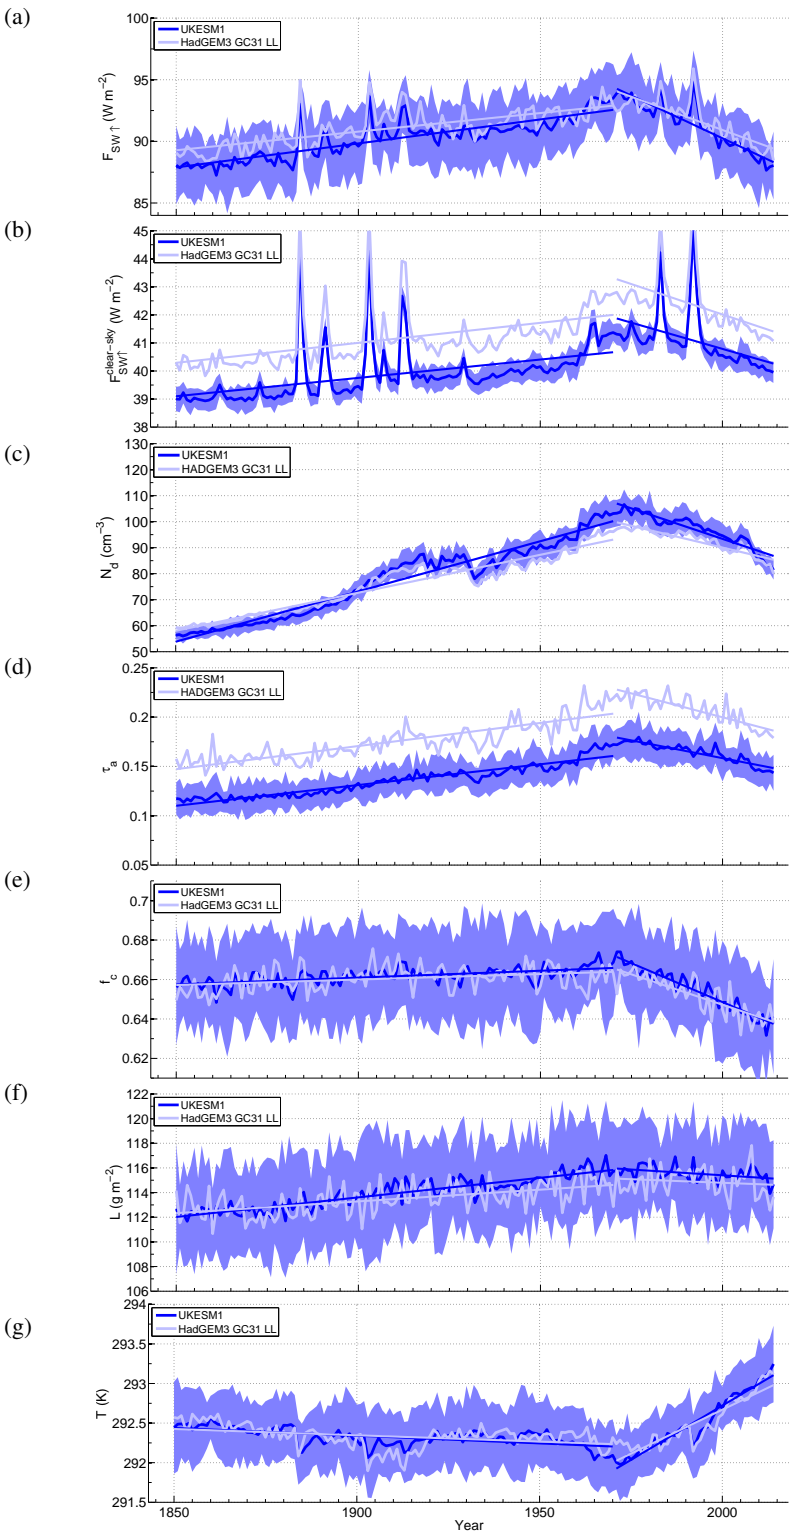 (a)
100
95
90
85
F SW↑ (W m−2)
UKESM1
HadGEM3 GC31 LL
(b)
45
44
43
42
41
40
39
38
F clear−sky SW↑ (W m−2)
UKESM1
HadGEM3 GC31 LL
(c)
130
120
110
100
90
80
70
60
50
N d (cm−3)
UKESM1
HADGEM3 GC31 LL
(d)
0.25
0.2
0.15
0.1
0.05
τ a
UKESM1
HADGEM3 GC31 LL
(e)
0.7
0.68
0.66
0.64
0.62
f c
UKESM1
HadGEM3 GC31 LL
(f)
122
120
118
116
114
112
110
108
106
L (g m−2)
UKESM1
HadGEM3 GC31 LL
(g)
294
293.5
293
292.5
292
291.5
T (K)
UKESM1
HadGEM3 GC31 LL
1850
1900
1950
2000
Year